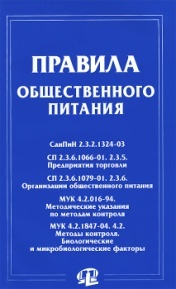 ПРАВИЛА
ОБЩЕСТВЕННОГО
ПИТАНИЯ
СанПиН 2.3.2.1324-03
СП 2.3.6.1066-01. 2.3.5.
Предприятия торговли
СП 2.3.6.1079-01. 2.3.6.
Организации общественного питания
МУК 4.2.016-94.
Методические указания
по методам контроля
МУК 4.2.1847-04. 4.2.
Методы контроля.
Биологические
и микробиологические факторы